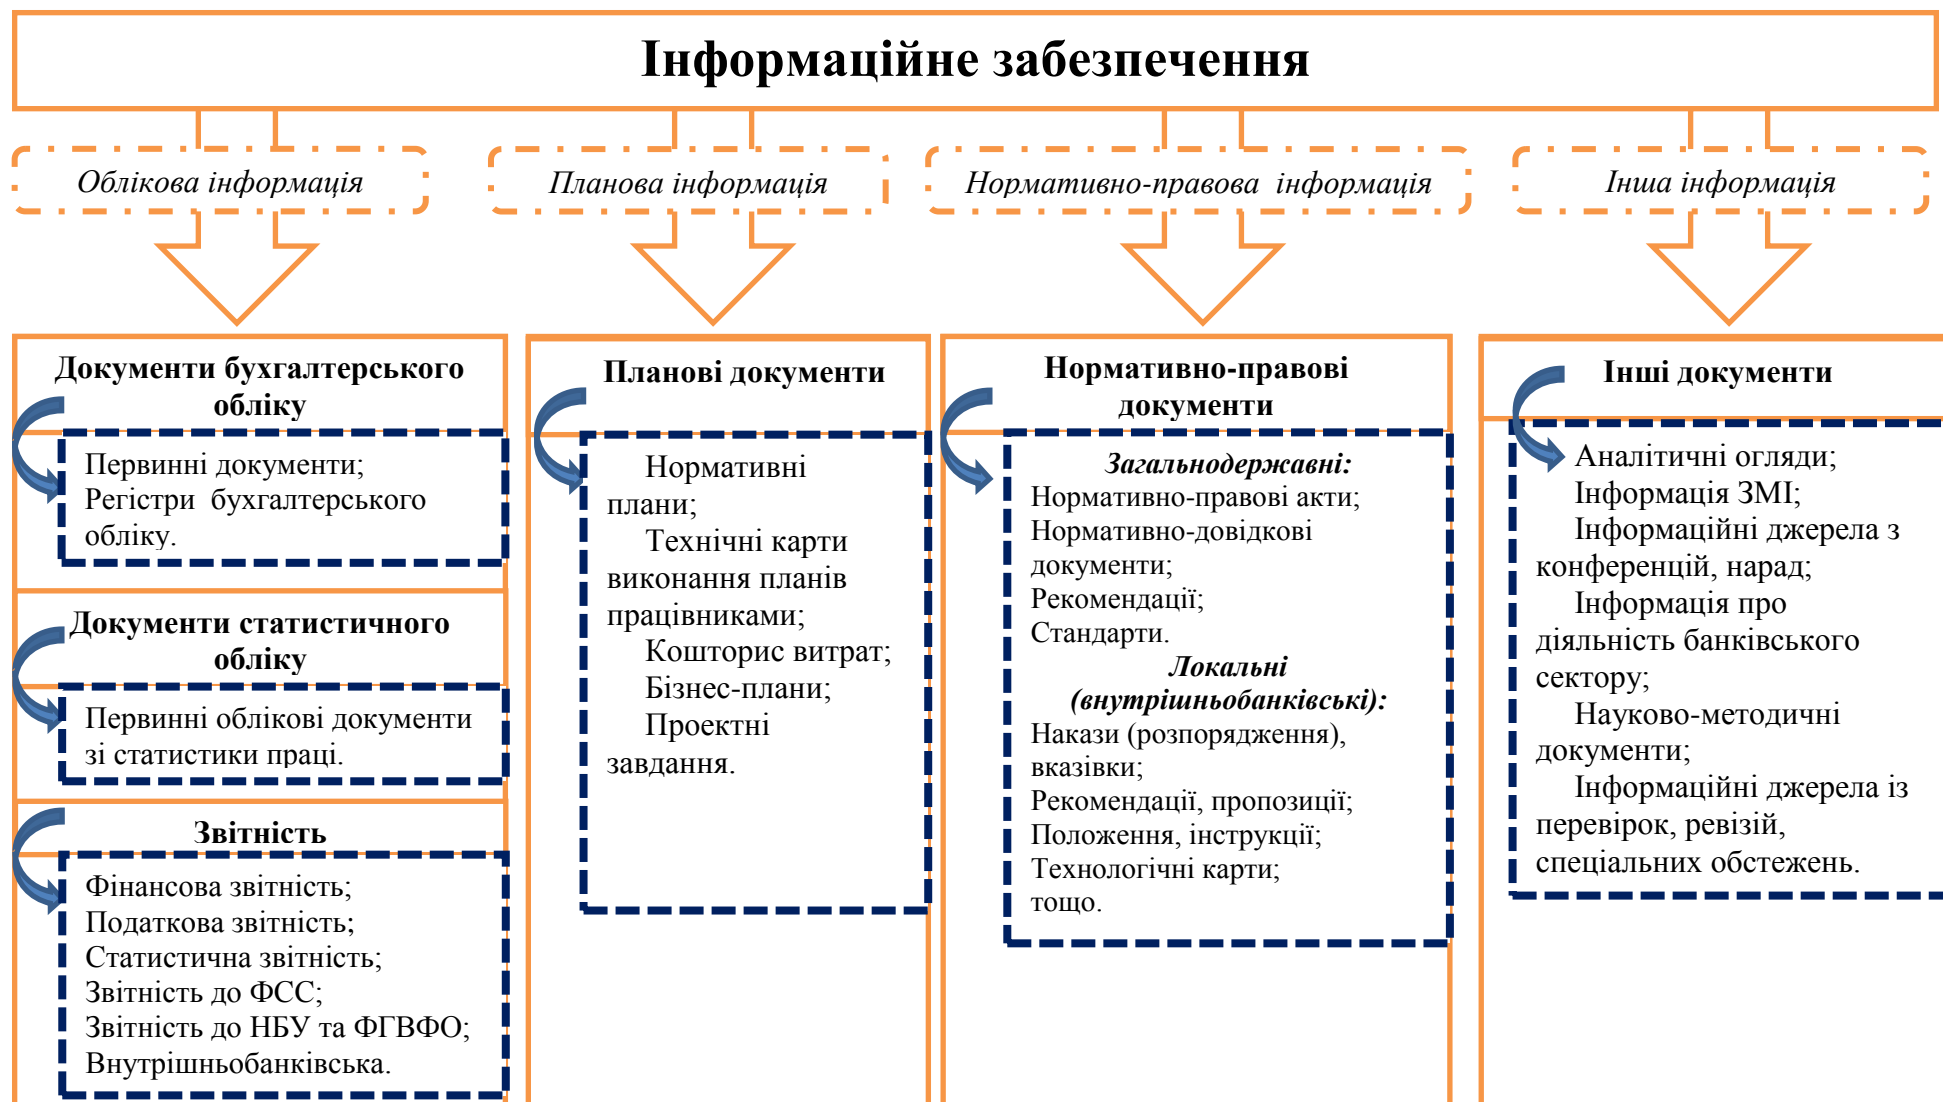 Інформаційне забезпечення
Облікова інформація
Планова інформація
Нормативно-правова інформація
Інша інформація
Документи бухгалтерського
обліку
Первинні документи;
Регістри бухгалтерського
обліку.
Документи статистичного
обліку
Первинні облікові документи
зі статистики праці.
Звітність
Фінансова звітність;
Податкова звітність;
Статистична звітність;
Звітність до ФСС;
Звітність до НБУ та ФГВФО;
Внутрішньобанківська.
Планові документи
Нормативні
плани;
Технічні карти
виконання планів
працівниками;
Кошторис витрат;
Бізнес-плани;
Проектні
завдання.
Нормативно-правові
документи
Загальнодержавні:
Нормативно-правові акти;
Нормативно-довідкові
документи;
Рекомендації;
Стандарти.
Локальні
(внутрішньобанківські):
Накази (розпорядження),
вказівки;
Рекомендації, пропозиції;
Положення, інструкції;
Технологічні карти;
тощо.
Інші документи
Аналітичні огляди;
Інформація ЗМІ;
Інформаційні джерела з
конференцій, нарад;
Інформація про
діяльність банківського
сектору;
Науково-методичні
документи;
Інформаційні джерела із
перевірок, ревізій,
спеціальних обстежень.